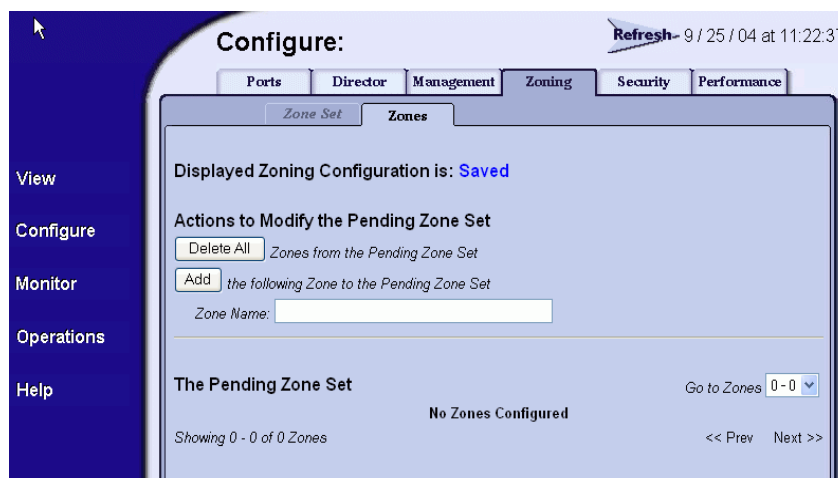 Configure:
Refresh- 9 / 25 / 04 at 11:22:37
Ports Director Management Zoning Security Performance
Zone Set Zones
View
Configure
Monitor
Operations
Help
Displayed Zoning Configuration is: Saved
Actions to Modify the Pending Zone Set
Delete All Zones from the Pending Zone Set
Add the following Zone to the Pending Zone Set
Zone Name:
The Pending Zone Set
Go to Zones 0 - 0
No Zones Configured
Showing 0 - 0 of 0 Zones
<< Prev Next >>